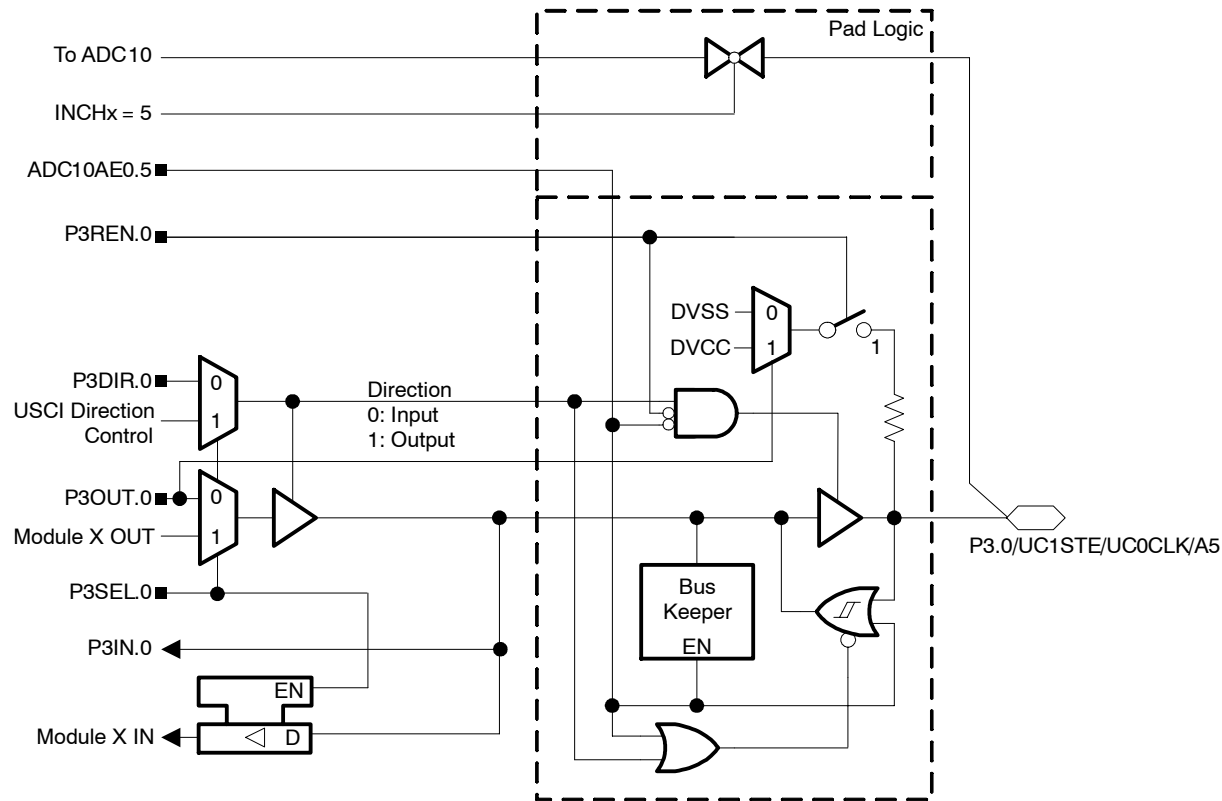 Pad Logic
To ADC10
INCHx = 5
ADC10AE0.5
P3REN.0
DVSS
0
DVCC
1
1
P3DIR.0
0
USCI Direction
Control
1
Direction
0: Input
1: Output
P3OUT.0
0
Module X OUT
1
P3.0/UC1STE/UC0CLK/A5
P3SEL.0
Bus
Keeper
EN
P3IN.0
EN
Module X IN
D